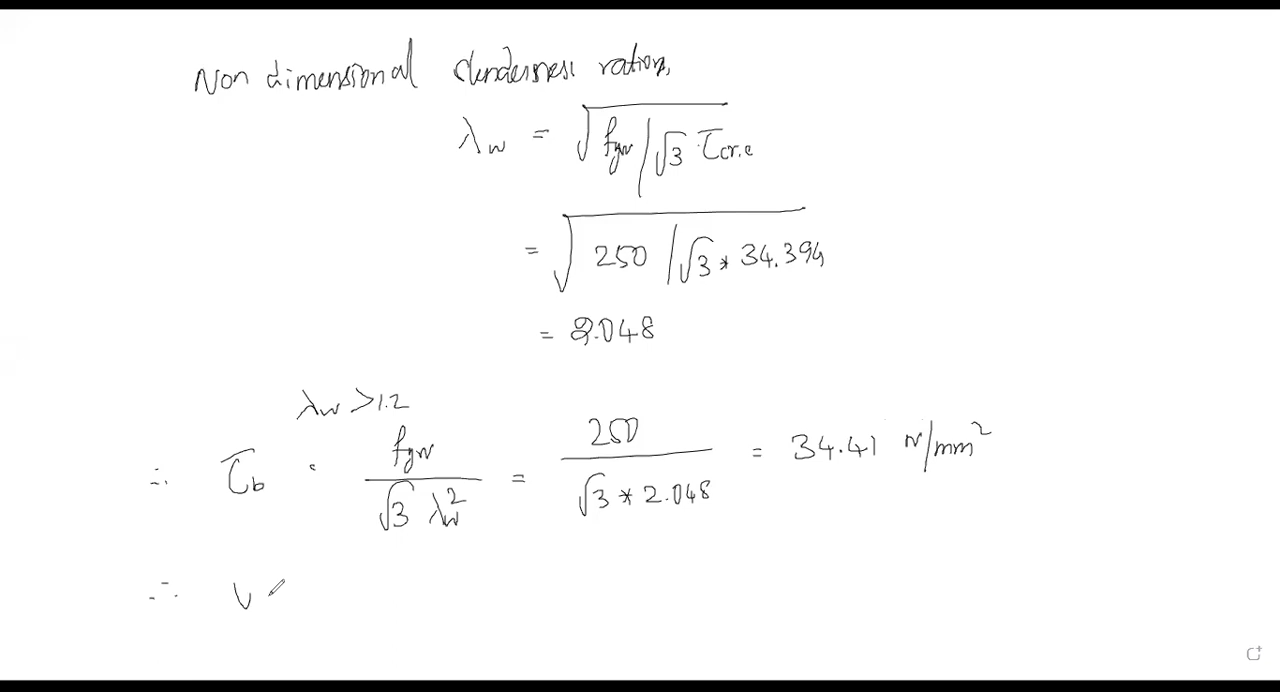 Non dimensional slenderness ration,
λw = √fyw/√3 τcr.e
= √250/√3*34.394
= 2.048
λw >1.2
∴ τb = fyw/√3 λw² = 250/√3*2.048 = 34.41 N/mm²
∴ V